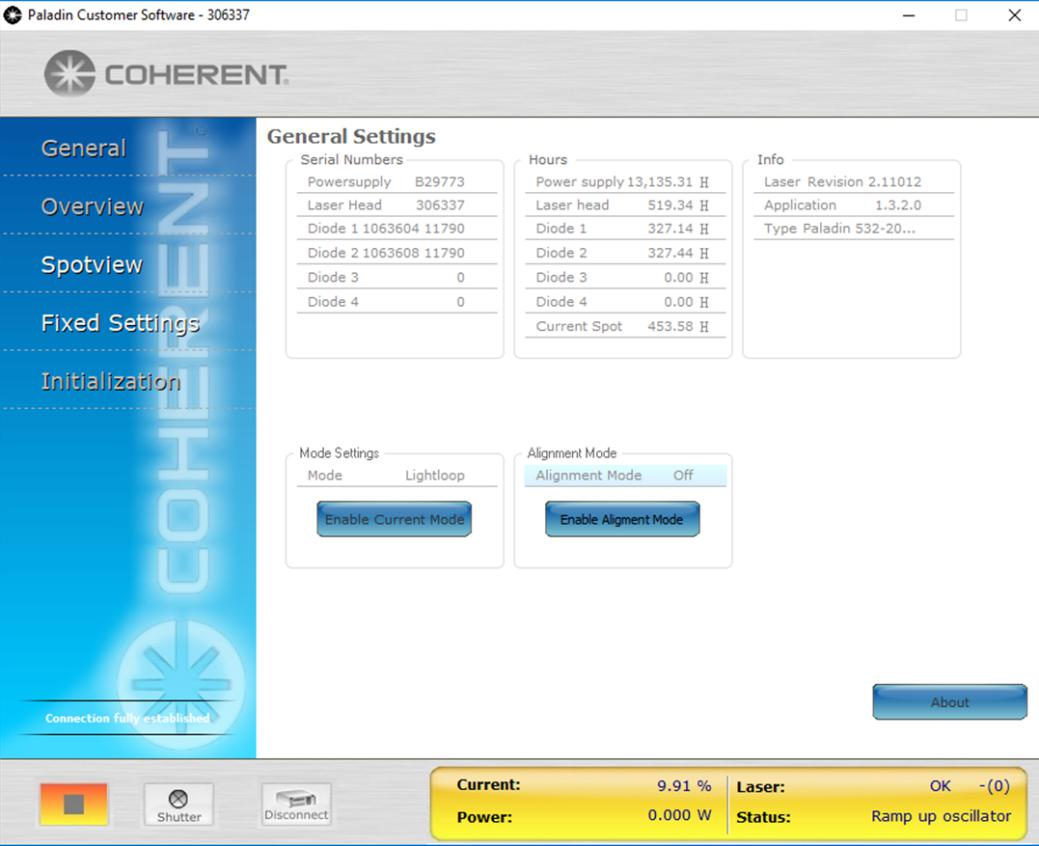 Paladin Customer Software - 306337
COHERENT.
General
Overview
Spotview
Fixed Settings
Initialization
COHERENT
Connection fully established
General Settings
Serial Numbers
Powersupply B29773
Laser Head 306337
Diode 1 1063604 11790
Diode 2 1063608 11790
Diode 3 0
Diode 4 0
Hours
Power supply 13,135.31 H
Laser head 519.34 H
Diode 1 327.14 H
Diode 2 327.44 H
Diode 3 0.00 H
Diode 4 0.00 H
Current Spot 453.58 H
Info
Laser Revision 2.11012
Application 1.3.2.0
Type Paladin 532-20...
Mode Settings
Mode Lightloop
Enable Current Mode
Alignment Mode
Alignment Mode Off
Enable Aligment Mode
About
Shutter
Disconnect
Current: 9.91 %
Power: 0.000 W
Laser: OK -(0)
Status: Ramp up oscillator